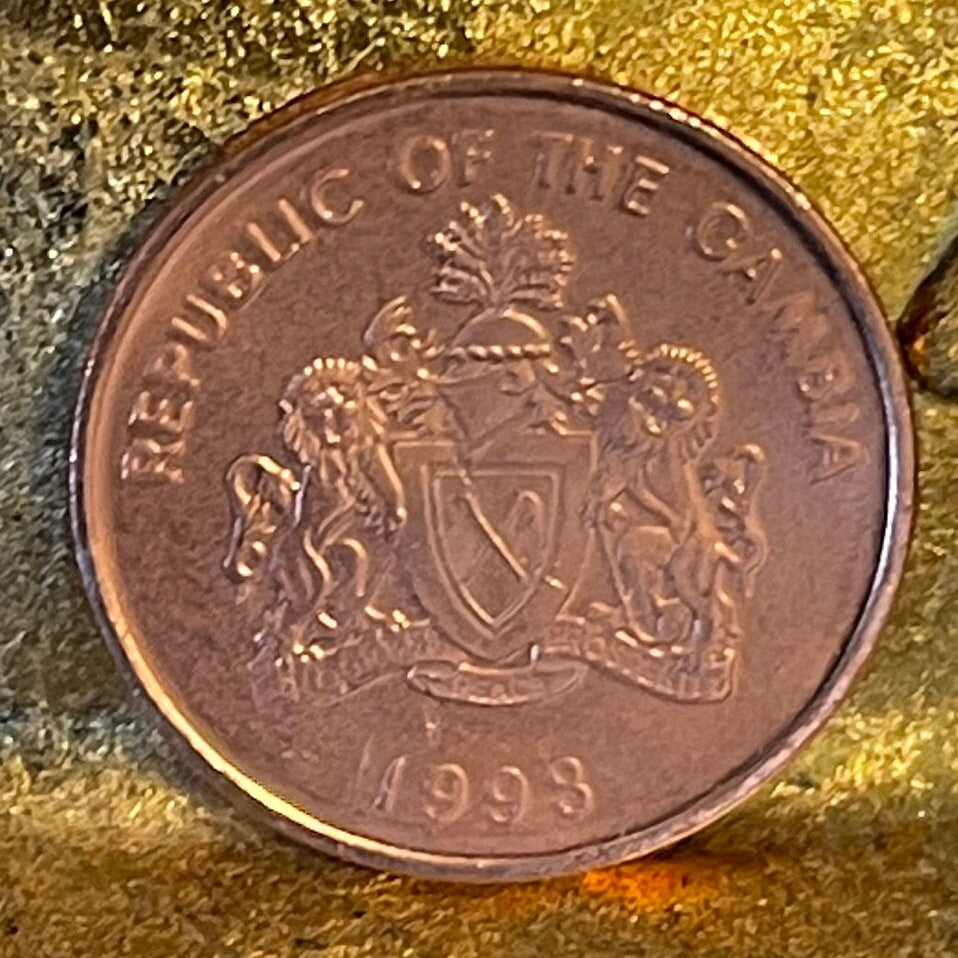 REPUBLIC OF THE GAMBIA
1998